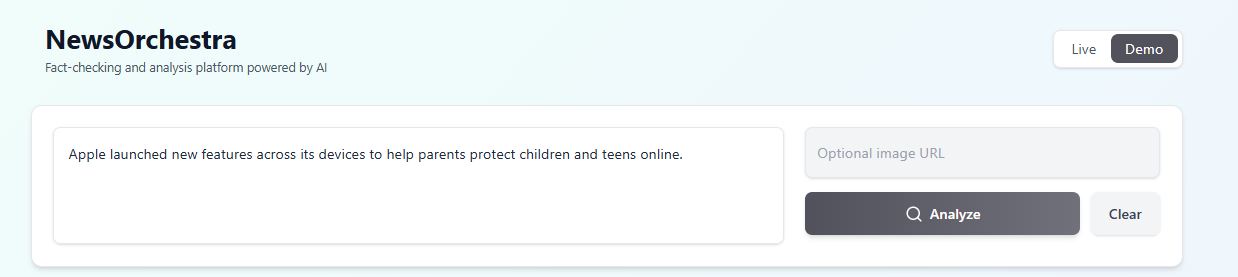 NewsOrchestra
Fact-checking and analysis platform powered by AI
Live
Demo
Apple launched new features across its devices to help parents protect children and teens online.
Optional image URL
Analyze
Clear